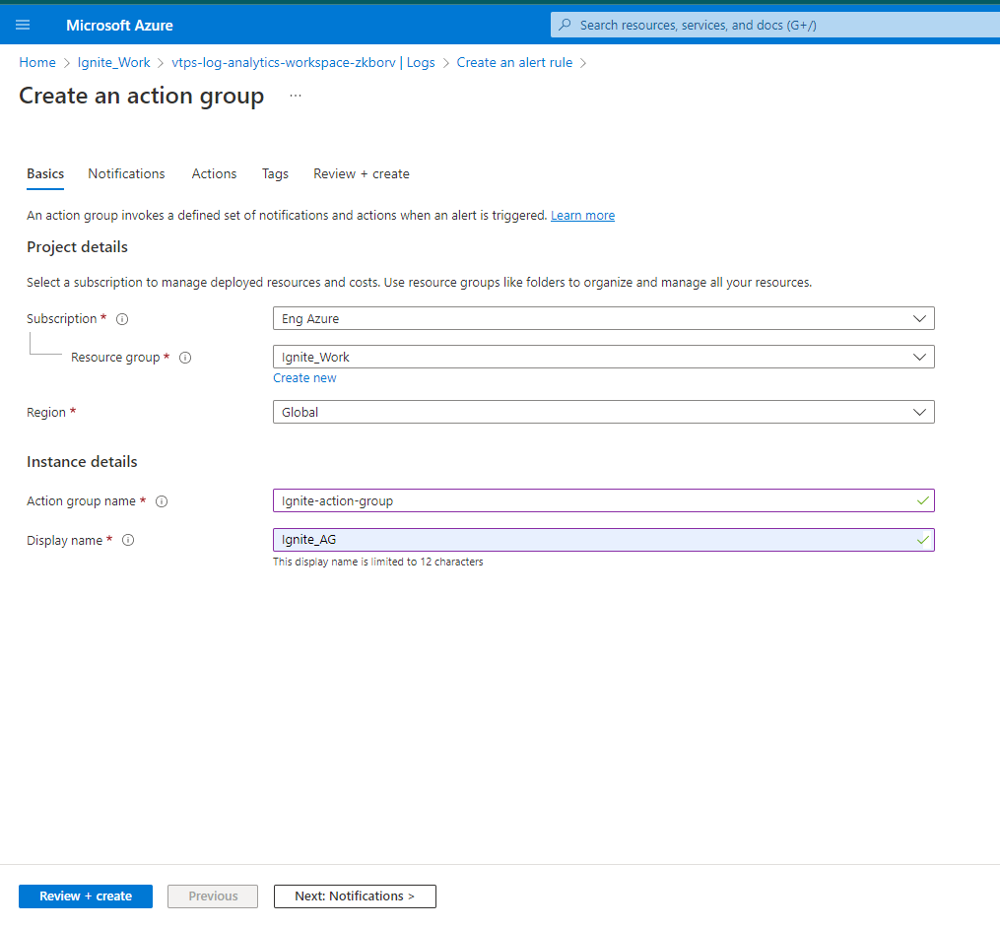 Microsoft Azure
Search resources, services, and docs (G+/)
Home > Ignite_Work > vtps-log-analytics-workspace-zkborv | Logs > Create an alert rule >
Create an action group ...
Basics Notifications Actions Tags Review + create
An action group invokes a defined set of notifications and actions when an alert is triggered. Learn more
Project details
Select a subscription to manage deployed resources and costs. Use resource groups like folders to organize and manage all your resources.
Subscription * Eng Azure
Resource group * Ignite_Work
Create new
Region * Global
Instance details
Action group name * Ignite-action-group
Display name * Ignite_AG
This display name is limited to 12 characters
Review + create Previous Next: Notifications >